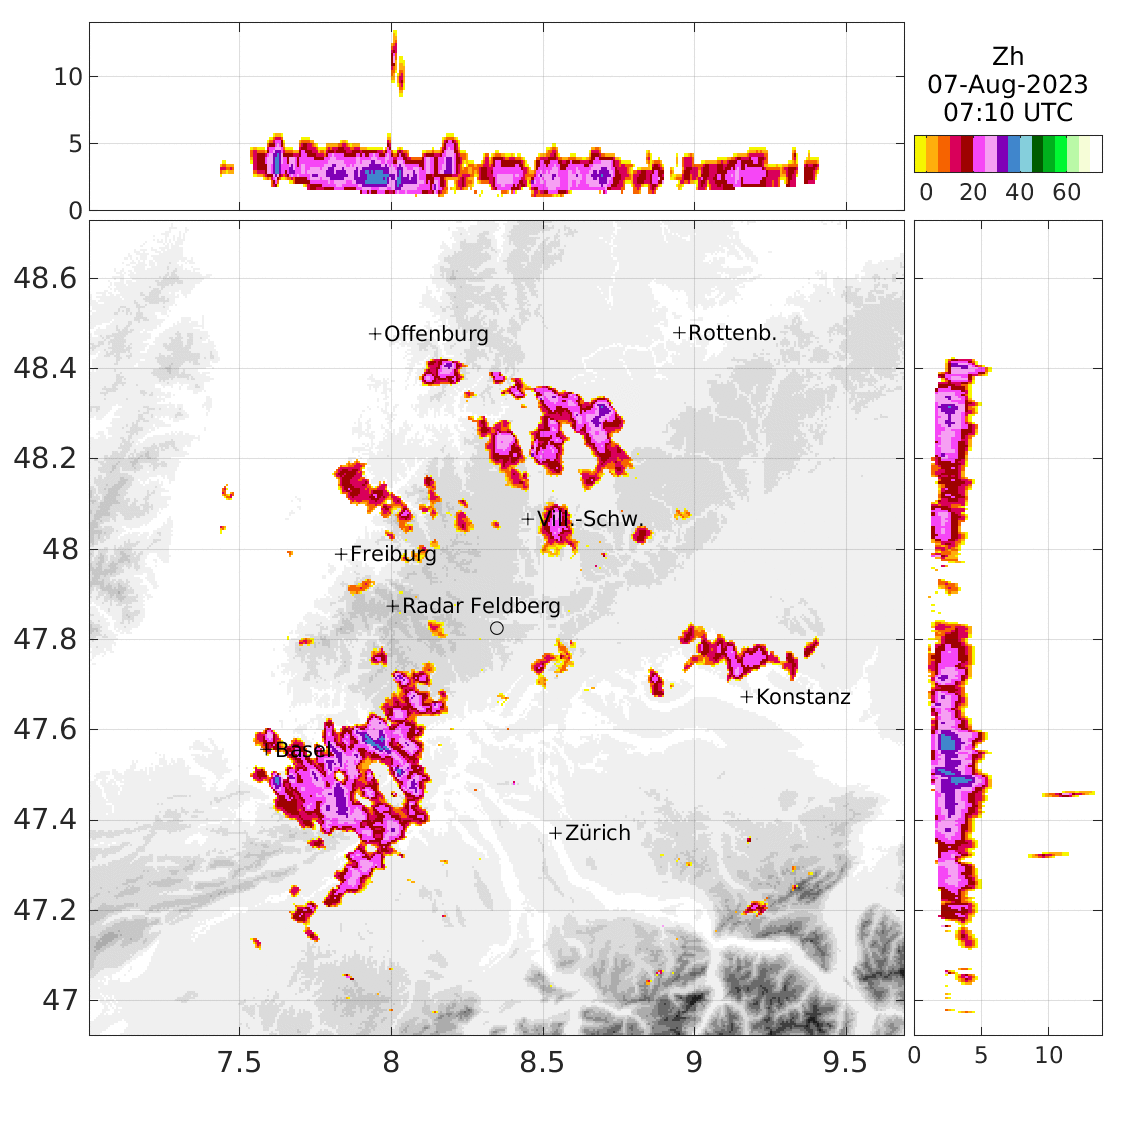 10
5
0
Zh
07-Aug-2023
07:10 UTC
0 20 40 60
48.6
48.4
48.2
48
47.8
47.6
47.4
47.2
47
+Offenburg
+Rottenb.
+Vill.-Schw.
+Freiburg
+Radar Feldberg
+Konstanz
+Basel
+Zürich
7.5 8 8.5 9 9.5
0 5 10